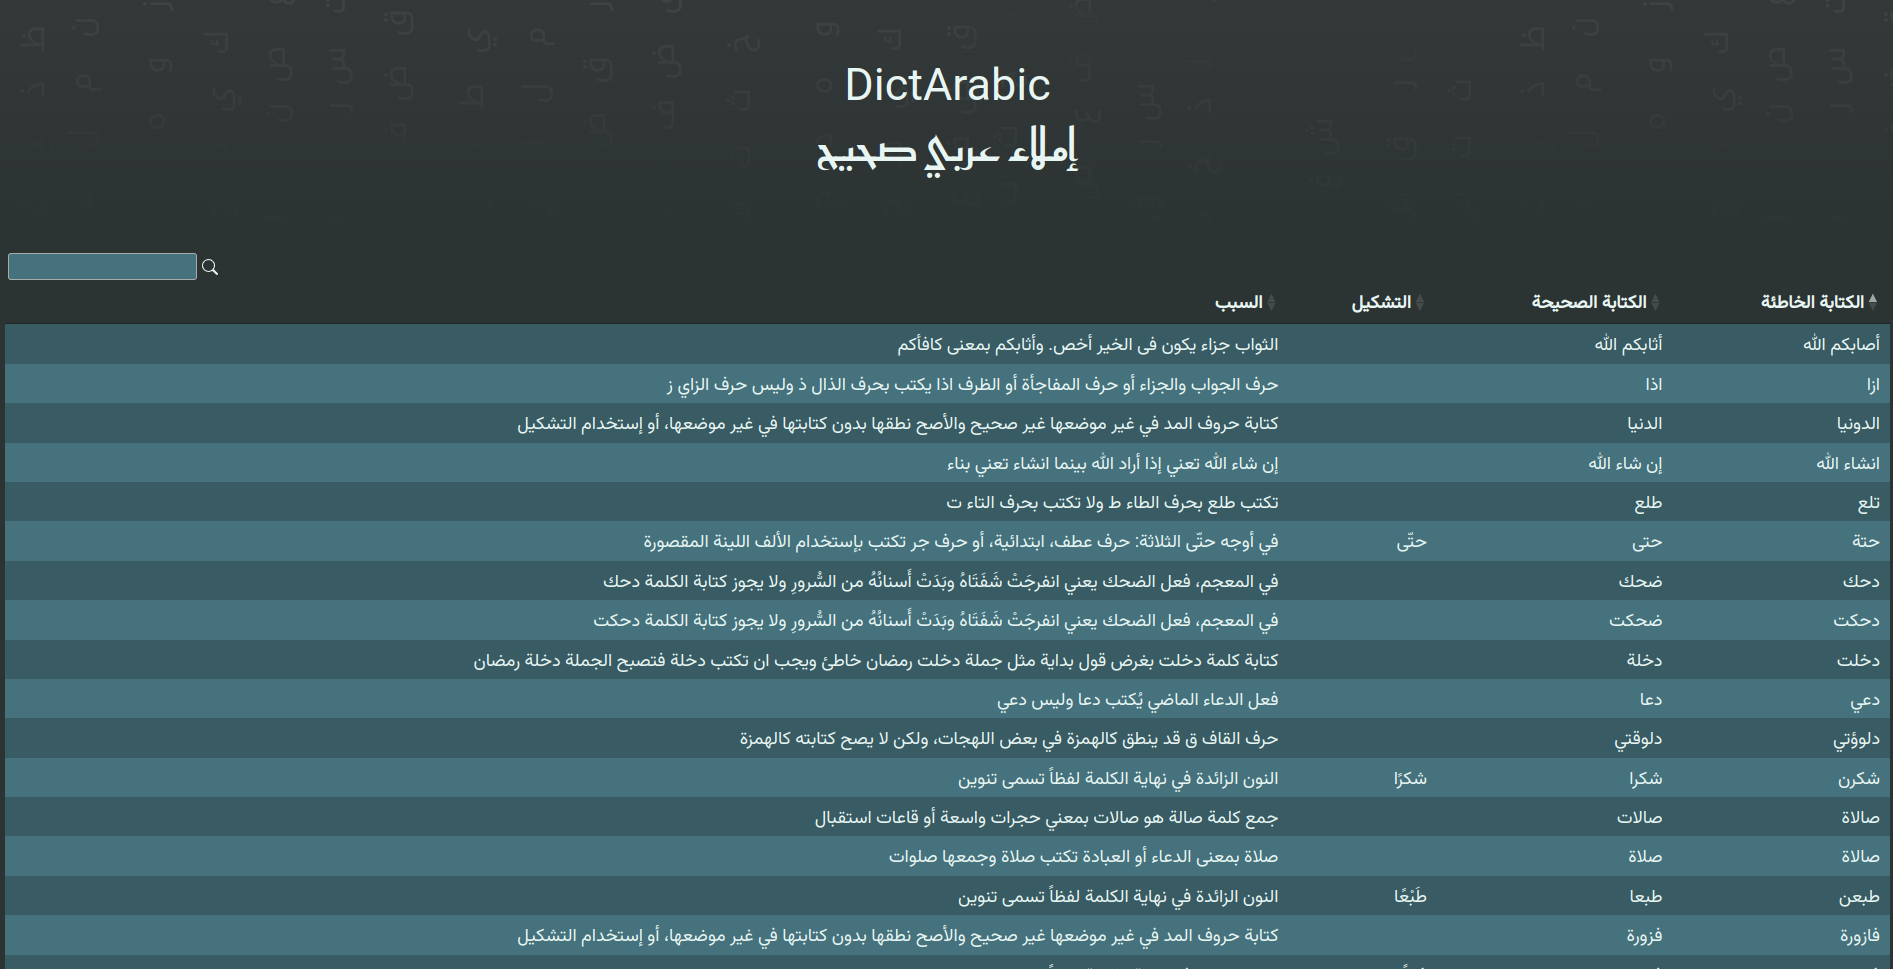 DictArabic
إملاء عربي صحيح
الكتابة الخاطئة الكتابة الصحيحة التشكيل السبب
أصابكم الله أثابكم الله الثواب جزاء يكون فى الخير أخص. وأثابكم بمعنى كافأكم
ازا اذا حرف الجواب والجزاء أو حرف المفاجأة أو الظرف اذا يكتب بحرف الذال ذ وليس حرف الزاي ز
الدونيا الدنيا كتابة حروف المد في غير موضعها غير صحيح والأصح نطقها بدون كتابتها في غير موضعها، أو إستخدام التشكيل
انشاء الله إن شاء الله إن شاء الله تعني إذا أراد الله بينما انشاء تعني بناء
تلع طلع تكتب طلع بحرف الطاء ط ولا تكتب بحرف التاء ت
حتة حتى حتّى في أوجه حتّى الثلاثة: حرف عطف، ابتدائية، أو حرف جر تكتب بإستخدام الألف اللينة المقصورة
دحك ضحك في المعجم، فعل الضحك يعني انفرجَتْ شَفَتَاهُ وبَدَتْ أَسنانُهُ من السُّرورِ ولا يجوز كتابة الكلمة دحك
دحكت ضحكت في المعجم، فعل الضحك يعني انفرجَتْ شَفَتَاهُ وبَدَتْ أَسنانُهُ من السُّرورِ ولا يجوز كتابة الكلمة دحكت
دخلت دخلة كتابة كلمة دخلت بغرض قول بداية مثل جملة دخلت رمضان خاطئ ويجب ان تكتب دخلة فتصبح الجملة دخلة رمضان
دعي دعا فعل الدعاء الماضي يُكتب دعا وليس دعي
دلوؤتي دلوقتي حرف القاف ق قد ينطق كالهمزة في بعض اللهجات، ولكن لا يصح كتابته كالهمزة
شكرن شكرا شكرًا النون الزائدة في نهاية الكلمة لفظاً تسمى تنوين
صالاة صالات جمع كلمة صالة هو صالات بمعني حجرات واسعة أو قاعات استقبال
صالاة صلاة صلاة بمعنى الدعاء أو العبادة تكتب صلاة وجمعها صلوات
طبعن طبعا طَبْعًا النون الزائدة في نهاية الكلمة لفظاً تسمى تنوين
فازورة فزورة كتابة حروف المد في غير موضعها غير صحيح والأصح نطقها بدون كتابتها في غير موضعها، أو إستخدام التشكيل